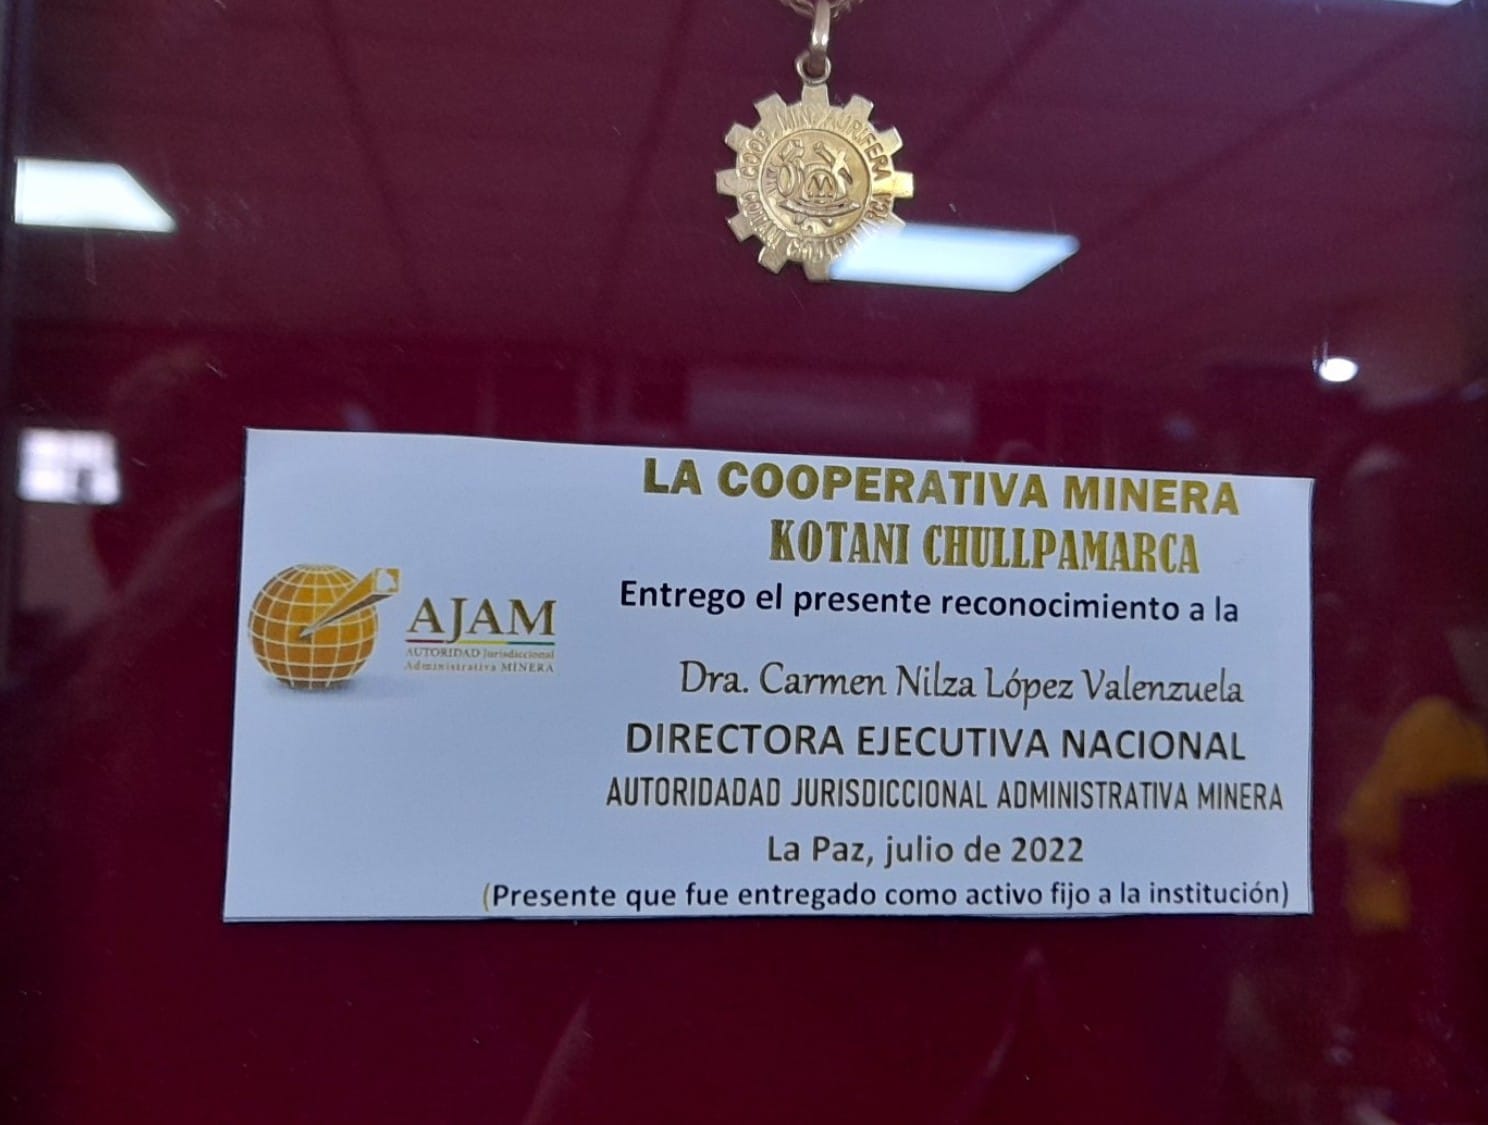 COOP. MIN. AURIFERA
KOTANI
LA COOPERATIVA MINERA
KOTANI CHULLPAMARCA
Entrego el presente reconocimiento a la
AJAM
AUTORIDAD Jurisdiccional
Administrativa MINERA
Dra. Carmen Nilza López Valenzuela
DIRECTORA EJECUTIVA NACIONAL
AUTORIDADAD JURISDICCIONAL ADMINISTRATIVA MINERA
La Paz, julio de 2022
(Presente que fue entregado como activo fijo a la institución)